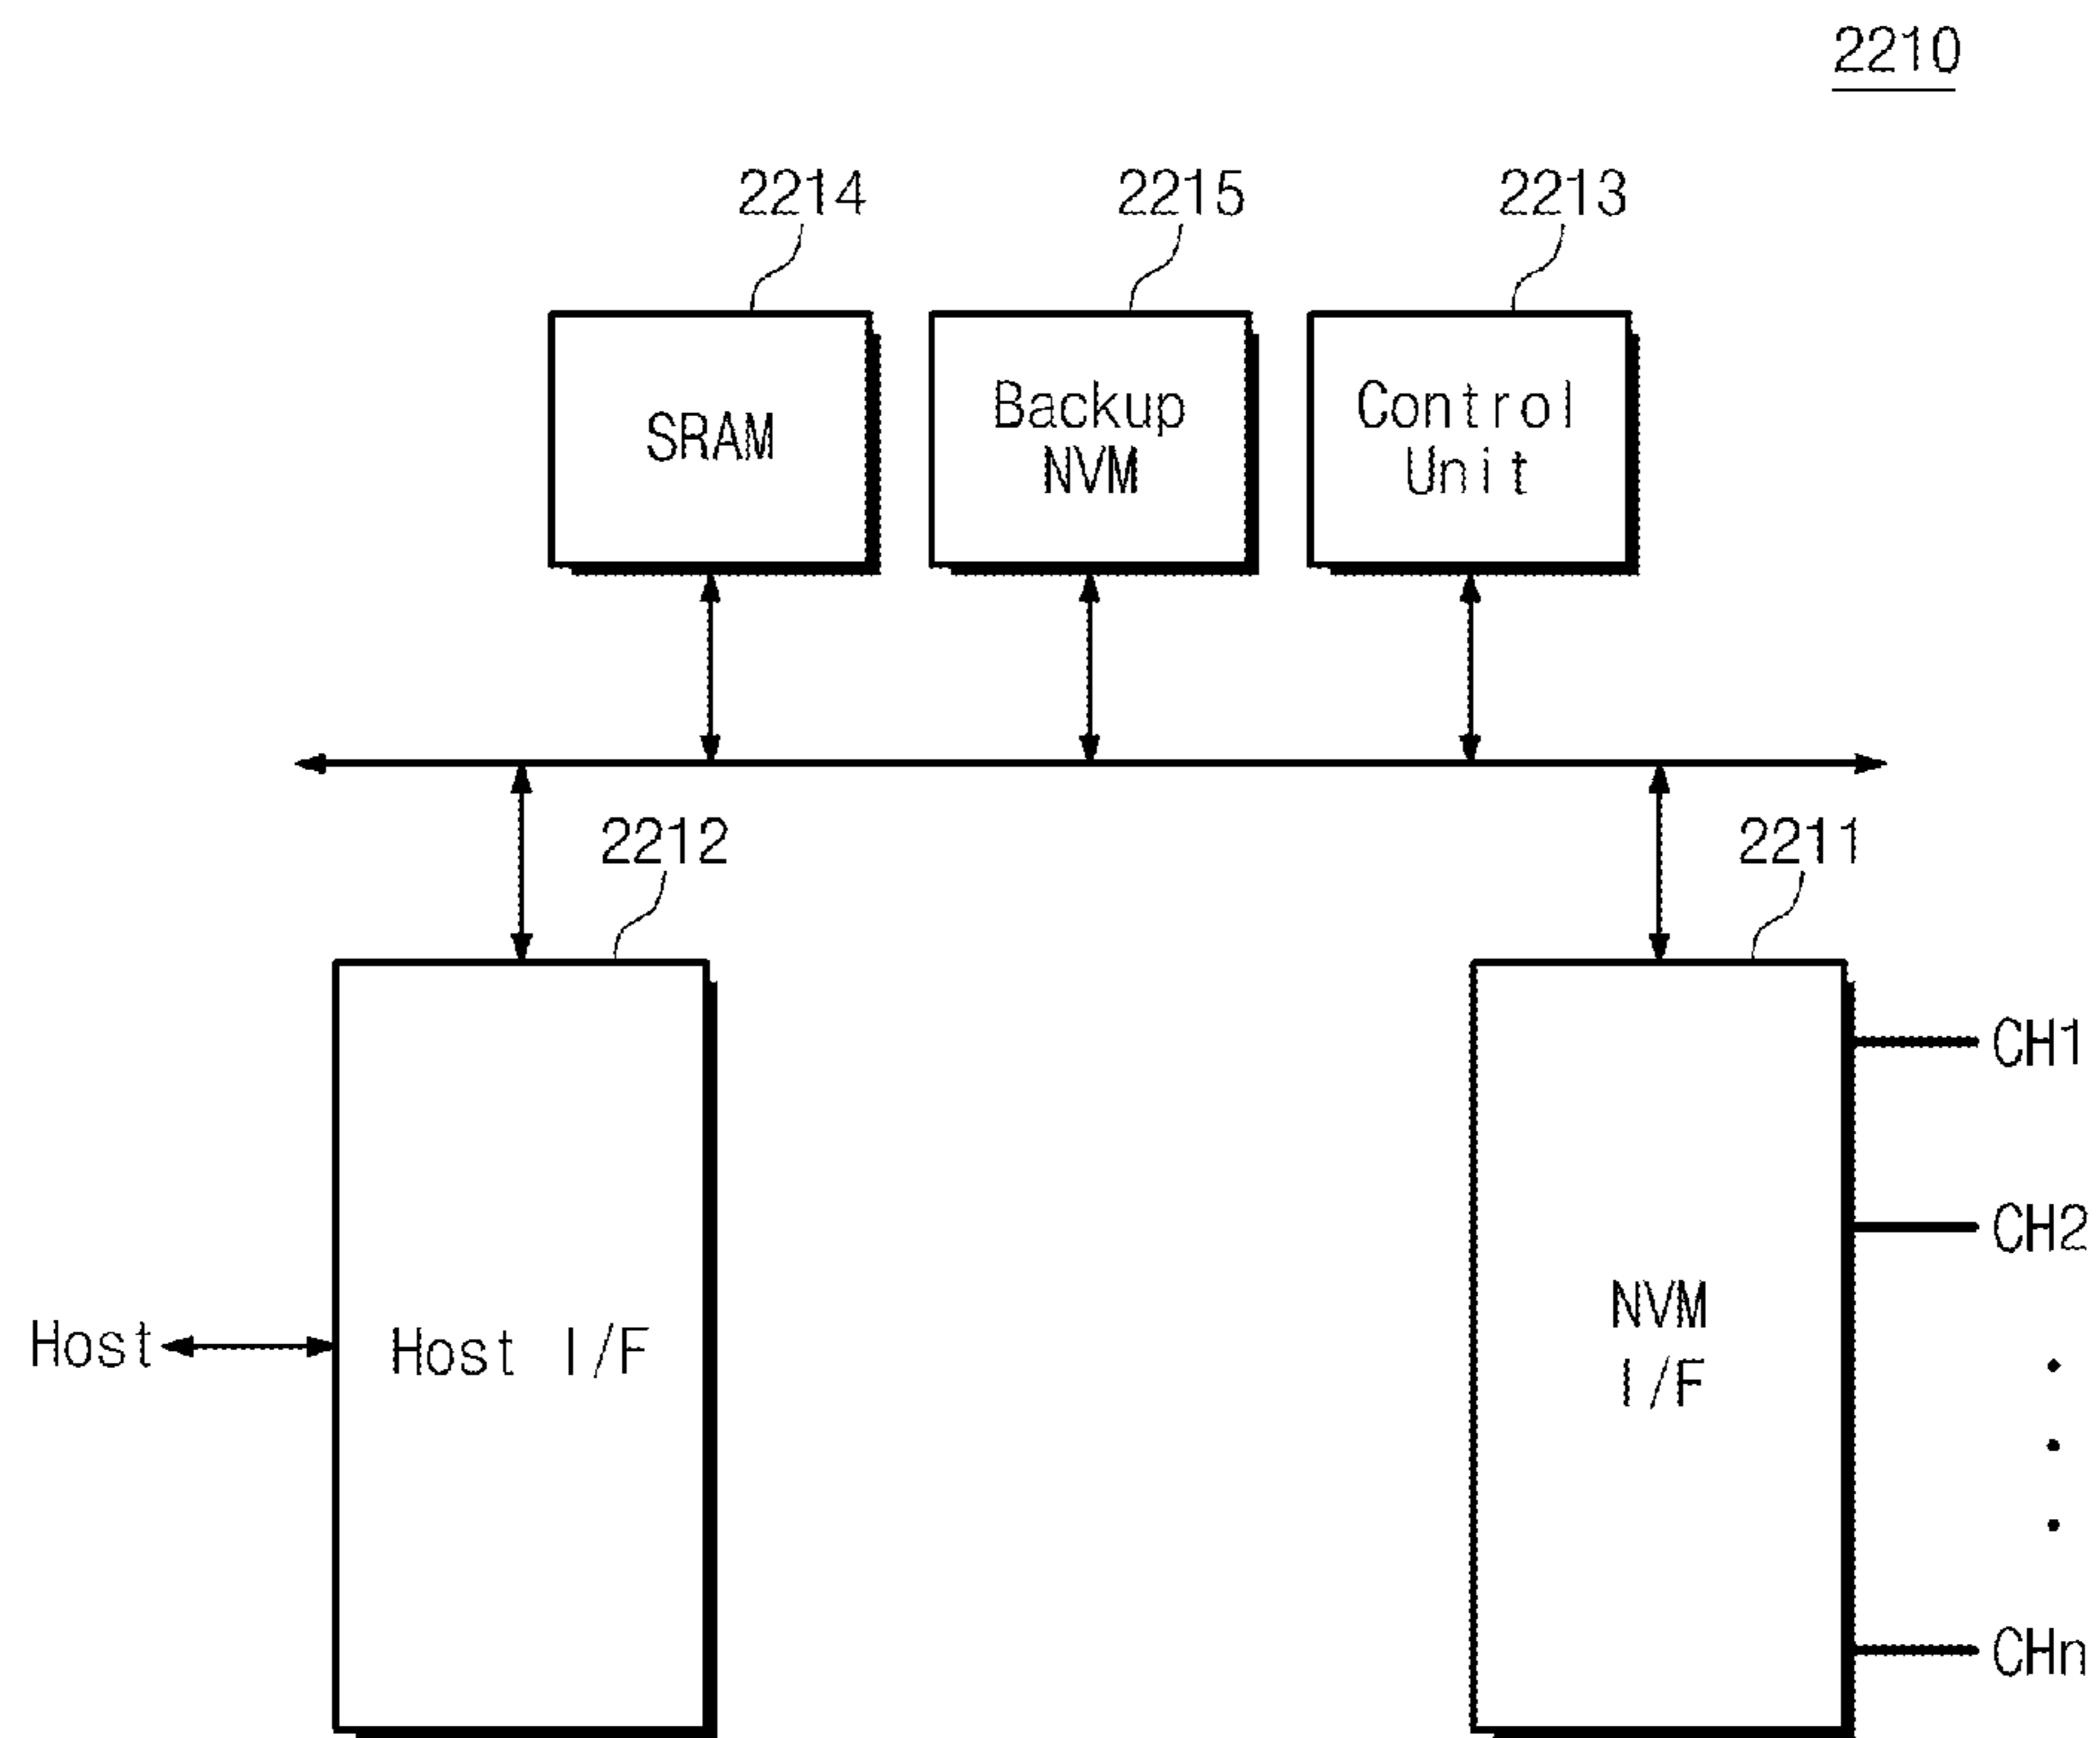 2210
2214
2215
2213
SRAM
Backup
NVM
Control
Unit
2212
2211
Host
Host I/F
NVM
I/F
CH1
CH2
CHn